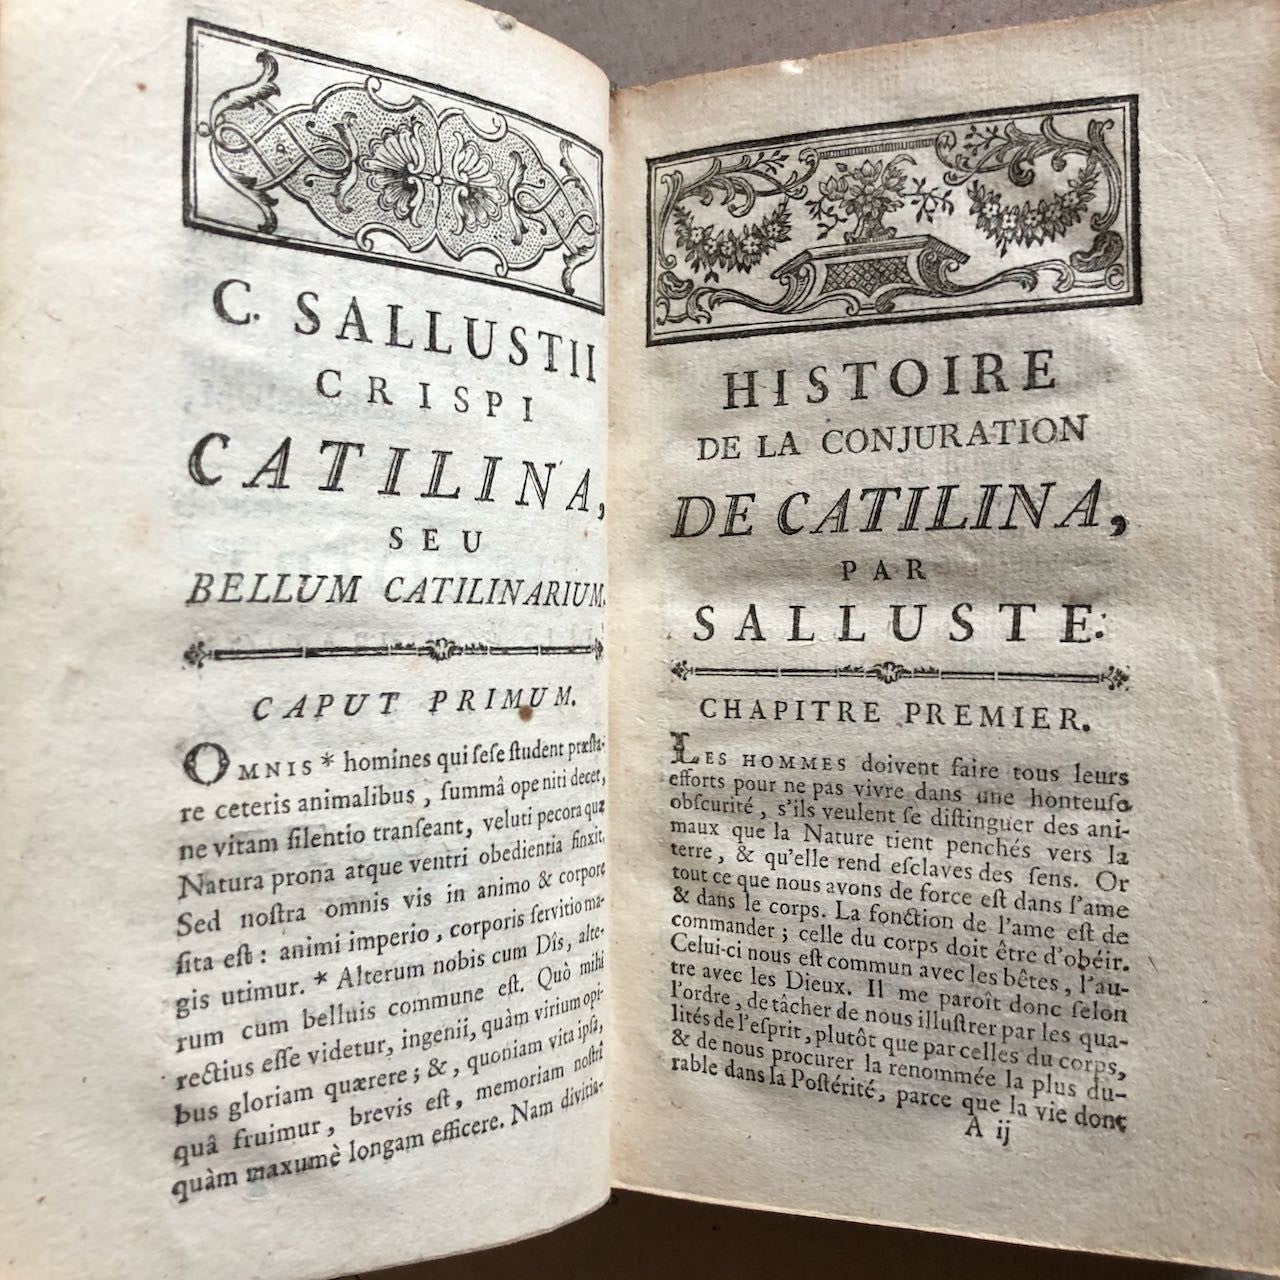 C. SALLUSTII
CRISPI
CATILINA,
SEU
BELLUM CATILINARIUM.
CAPUT PRIMUM.
OMNIS * homines qui seſe ſtudent præſta-
re ceteris animalibus, ſummâ ope niti decet,
ne vitam ſilentio tranſeant, veluti pecora quæ
Natura prona atque ventri obedientia finxit.
Sed noſtra omnis vis in animo & corpore
ſita eſt: animi imperio, corporis ſervitio ma-
gis utimur. * Alterum nobis cum Dîs, alte-
rum cum belluis commune eſt. Quò mihi
rectius eſſe videtur, ingenii, quàm virium opi-
bus gloriam quærere; &, quoniam vita ipſa,
quâ fruimur, brevis eſt, memoriam noſtrî
quàm maxumè longam efficere. Nam divitia-
HISTOIRE
DE LA CONJURATION
DE CATILINA,
PAR
SALLUSTE.
CHAPITRE PREMIER.
LES HOMMES doivent faire tous leurs
efforts pour ne pas vivre dans une honteuſe
obſcurité, s'ils veulent ſe diſtinguer des ani-
maux que la Nature tient penchés vers la
terre, & qu'elle rend eſclaves des ſens. Or
tout ce que nous avons de force eſt dans l'ame
& dans le corps. La fonction de l'ame eſt de
commander; celle du corps doit être d'obéir.
Celui-ci nous eſt commun avec les bêtes, l'au-
tre avec les Dieux. Il me paroît donc ſelon
l'ordre, de tâcher de nous illuſtrer par les qua-
lités de l'eſprit, plutôt que par celles du corps,
& de nous procurer la renommée la plus du-
rable dans la Poſtérité, parce que la vie dont
A ij